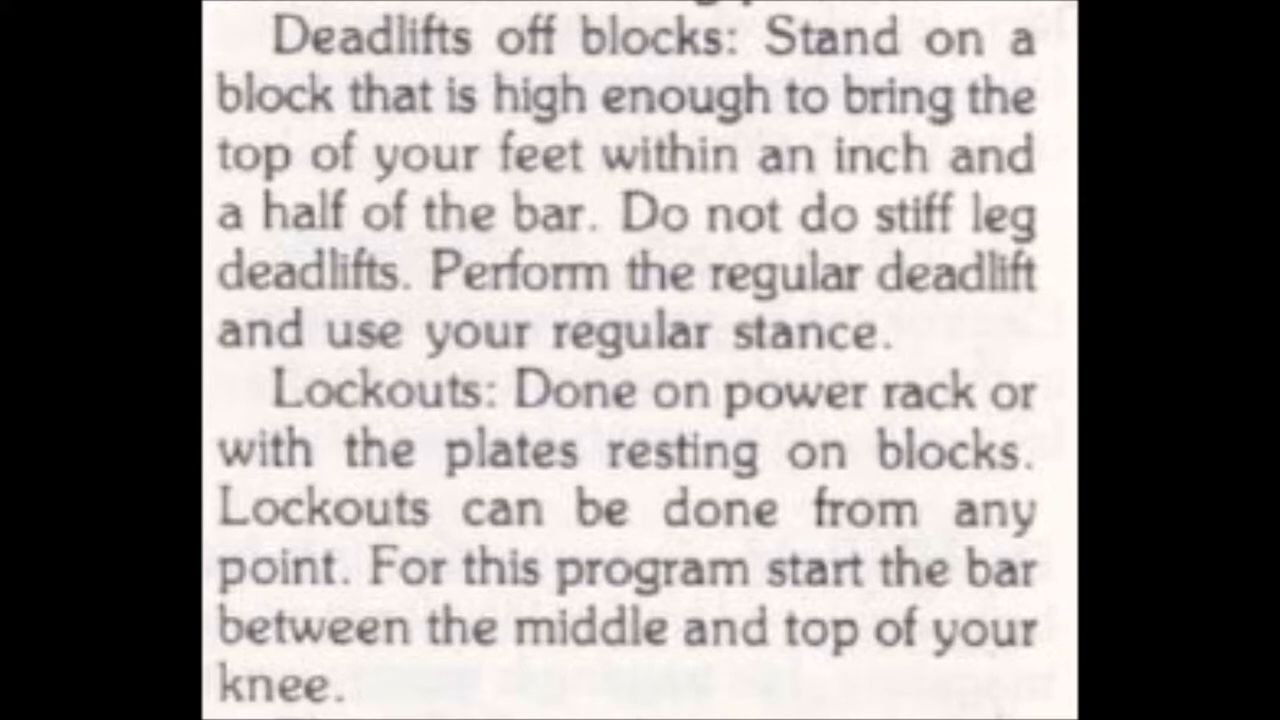 Deadlifts off blocks: Stand on a
block that is high enough to bring the
top of your feet within an inch and
a half of the bar. Do not do stiff leg
deadlifts. Perform the regular deadlift
and use your regular stance.
Lockouts: Done on power rack or
with the plates resting on blocks.
Lockouts can be done from any
point. For this program start the bar
between the middle and top of your
knee.